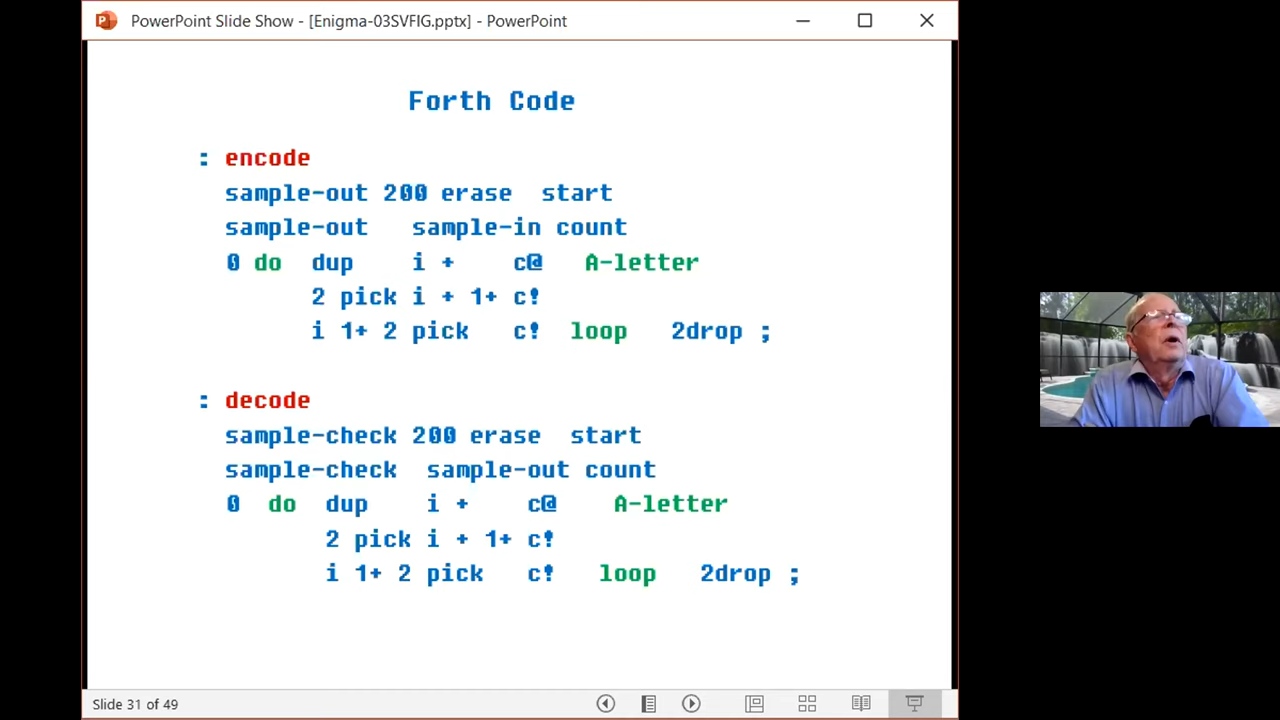 PowerPoint Slide Show - [Enigma-03SVFIG.pptx] - PowerPoint
Forth Code
: encode
sample-out 200 erase start
sample-out sample-in count
0 do dup i + c@ A-letter
2 pick i + 1+ c!
i 1+ 2 pick c! loop 2drop ;
: decode
sample-check 200 erase start
sample-check sample-out count
0 do dup i + c@ A-letter
2 pick i + 1+ c!
i 1+ 2 pick c! loop 2drop ;
Slide 31 of 49